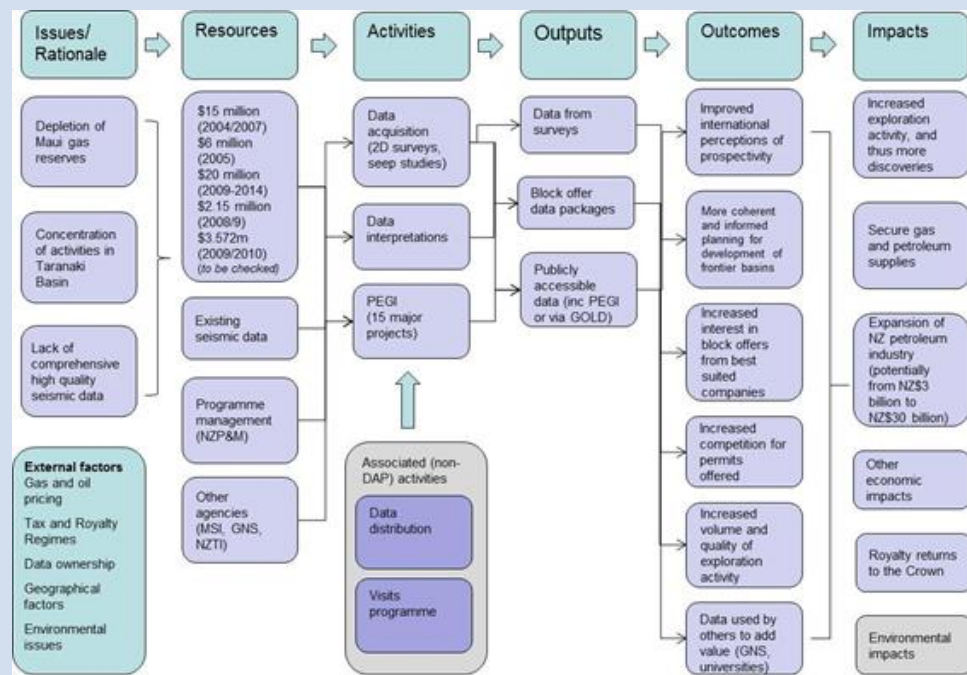 Issues/
Rationale
Resources
Activities
Outputs
Outcomes
Impacts
Depletion of
Maui gas
reserves
Concentration
of activities in
Taranaki
Basin
Lack of
comprehensive
high quality
seismic data
External factors
Gas and oil
pricing
Tax and Royalty
Regimes
Data ownership
Geographical
factors
Environmental
issues
$15 million
(2004/2007)
$6 million
(2005)
$20 million
(2009-2014)
$2.15 million
(2008/9)
$3.572m
(2009/2010)
(to be checked)
Existing
seismic data
Programme
management
(NZP&M)
Other
agencies
(MSI, GNS,
NZTI)
Data
acquisition
(2D surveys,
seep studies)
Data
interpretations
PEGI
(15 major
projects)
Associated (non-
DAP) activities
Data
distribution
Visits
programme
Data from
surveys
Block offer
data packages
Publicly
accessible
data (inc PEGI
or via GOLD)
Improved
international
perceptions of
prospectivity
More coherent
and informed
planning for
development of
frontier basins
Increased
interest in
block offers
from best
suited
companies
Increased
competition for
permits
offered
Increased
volume and
quality of
exploration
activity
Data used by
others to add
value (GNS,
universities)
Increased
exploration
activity, and
thus more
discoveries
Secure gas
and petroleum
supplies
Expansion of
NZ petroleum
industry
(potentially
from NZ$3
billion to
NZ$30 billion)
Other
economic
impacts
Royalty returns
to the Crown
Environmental
impacts